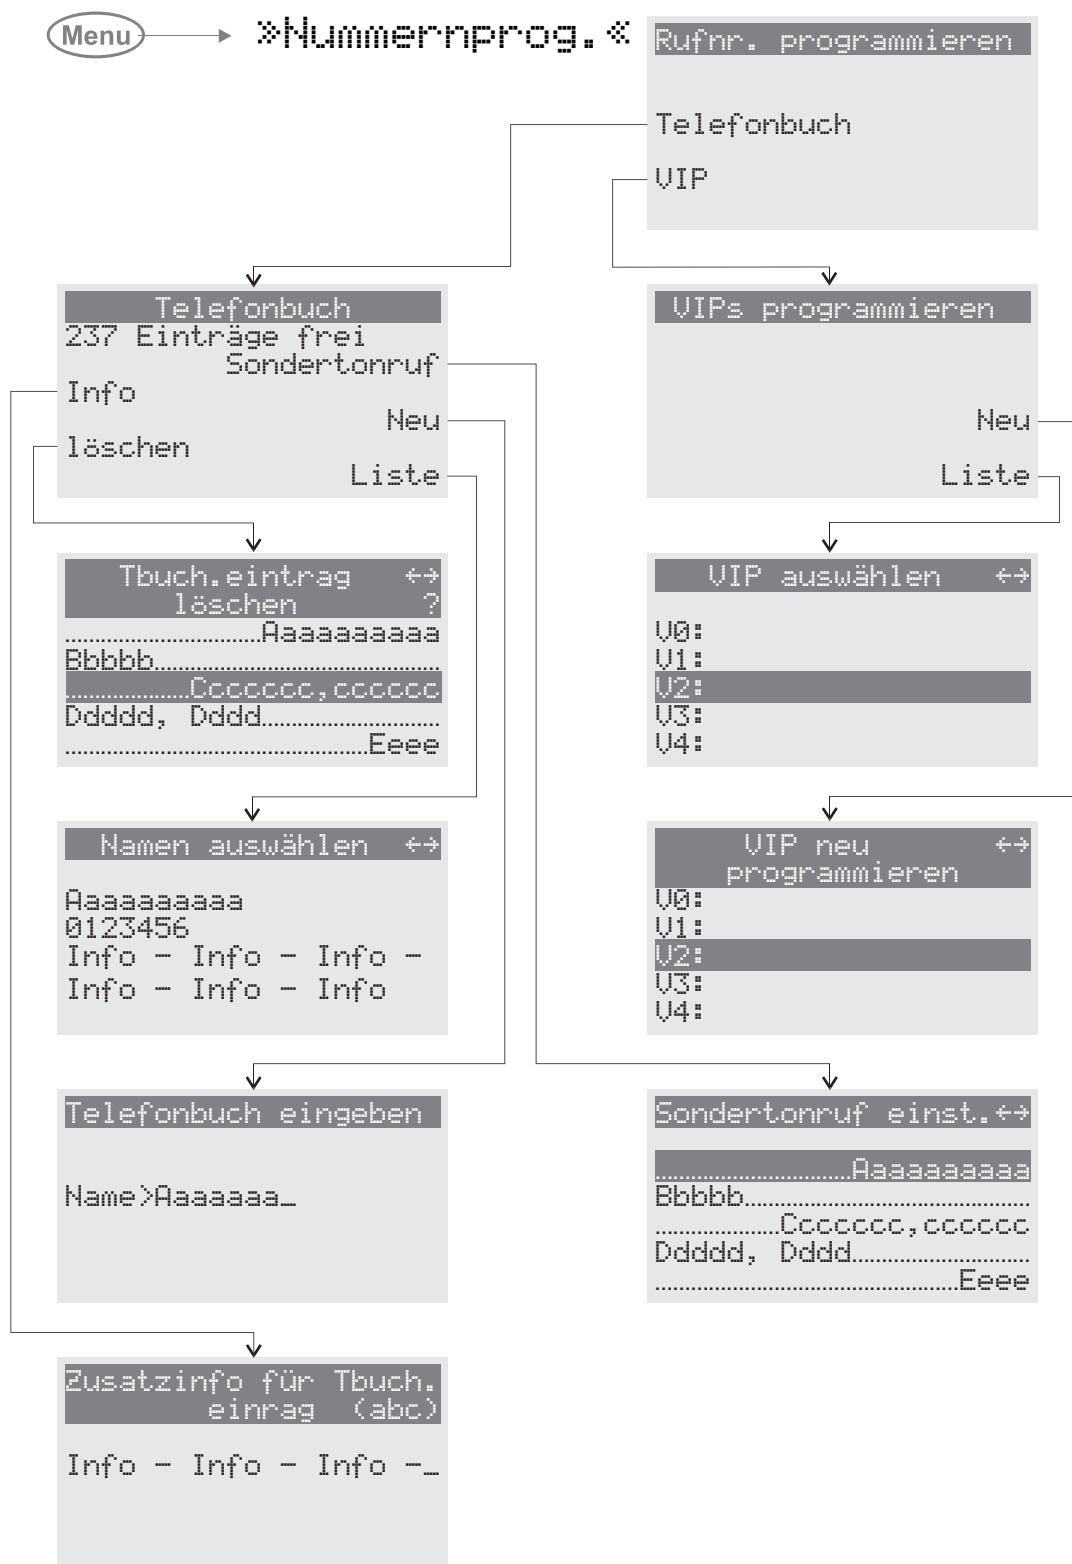 Menu
»Nummernprog.«
Rufnr. programmieren
Telefonbuch
VIP
Telefonbuch
237 Einträge frei
Sondertonruf
Info
Neu
löschen
Liste
VIPs programmieren
Neu
Liste
Tbuch.eintrag ←→
löschen ?
..............................Aaaaaaaaaa
Bbbbb................................................
.....................Ccccccc,cccccc
Ddddd, Dddd..............................
...................................................Eeee
VIP auswählen ←→
V0:
V1:
V2:
V3:
V4:
Namen auswählen ←→
Aaaaaaaaaa
0123456
Info - Info - Info -
Info - Info - Info
VIP neu ←→
programmieren
V0:
V1:
V2:
V3:
V4:
Telefonbuch eingeben
Name>Aaaaaaa_
Sondertonruf einst.←→
.................................Aaaaaaaaaa
Bbbbb................................................
.....................Ccccccc,cccccc
Ddddd, Dddd..............................
...................................................Eeee
Zusatzinfo für Tbuch.
einrag (abc)
Info - Info - Info -_